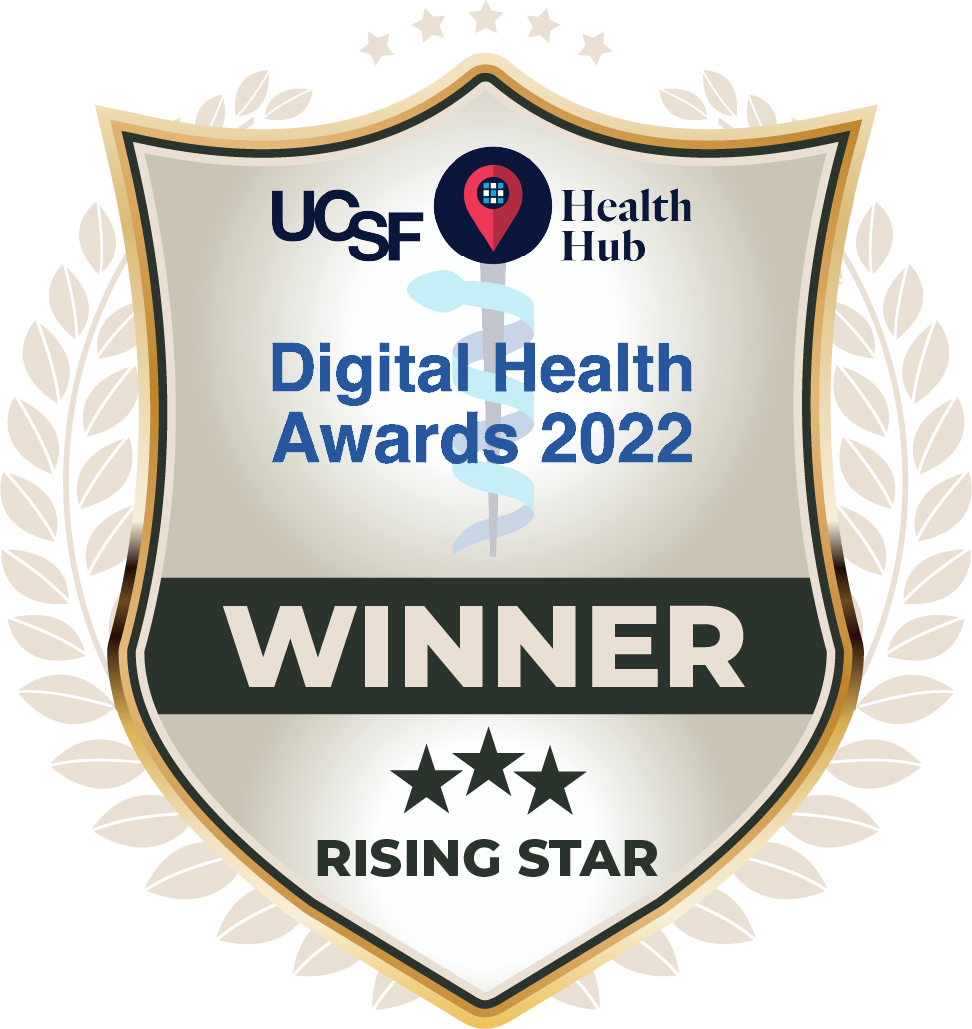 UCSF Health
Hub
Digital Health
Awards 2022
WINNER
RISING STAR